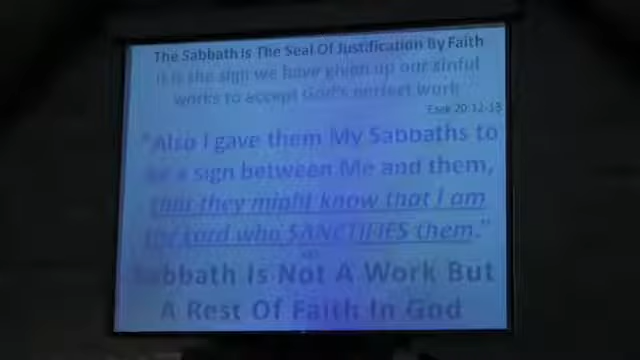 The Sabbath Is The Seal Of Justification By Faith
It is the sign we have given up our sinful
works to accept God's perfect work
Ezek 20:12-13
"Also I gave them My Sabbaths to
be a sign between Me and them,
that they might know that I am
the Lord who SANCTIFIES them."
Sabbath Is Not A Work But
A Rest Of Faith In God